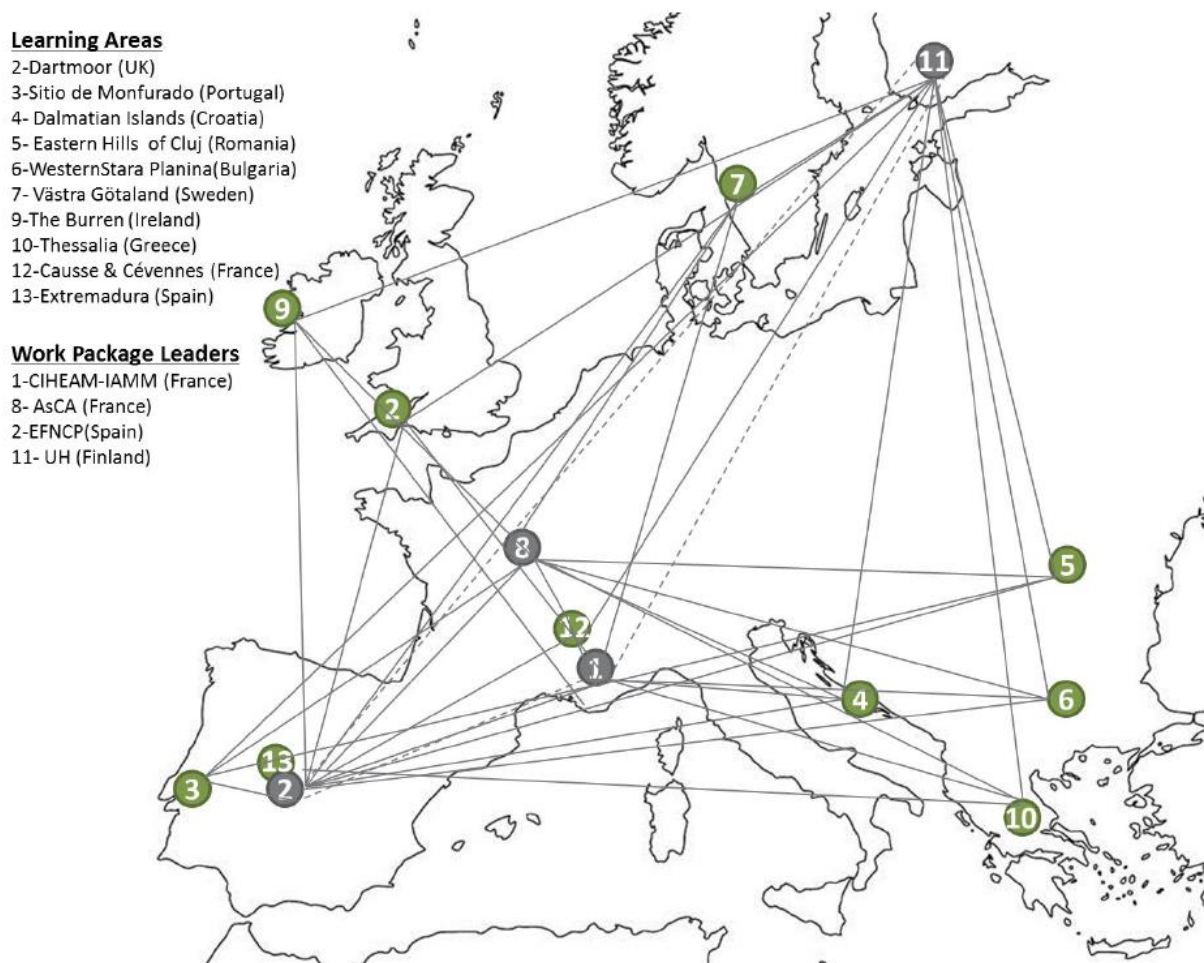 Learning Areas
2-Dartmoor (UK)
3-Sitio de Monfurado (Portugal)
4- Dalmatian Islands (Croatia)
5- Eastern Hills of Cluj (Romania)
6-WesternStara Planina(Bulgaria)
7- Västra Götaland (Sweden)
9-The Burren (Ireland)
10-Thessalia (Greece)
12-Causse & Cévennes (France)
13-Extremadura (Spain)
Work Package Leaders
1-CIHEAM-IAMM (France)
8- AsCA (France)
2-EFNCP(Spain)
11- UH (Finland)
11
7
9
2
8
5
12
1
4
6
13
3
2
10